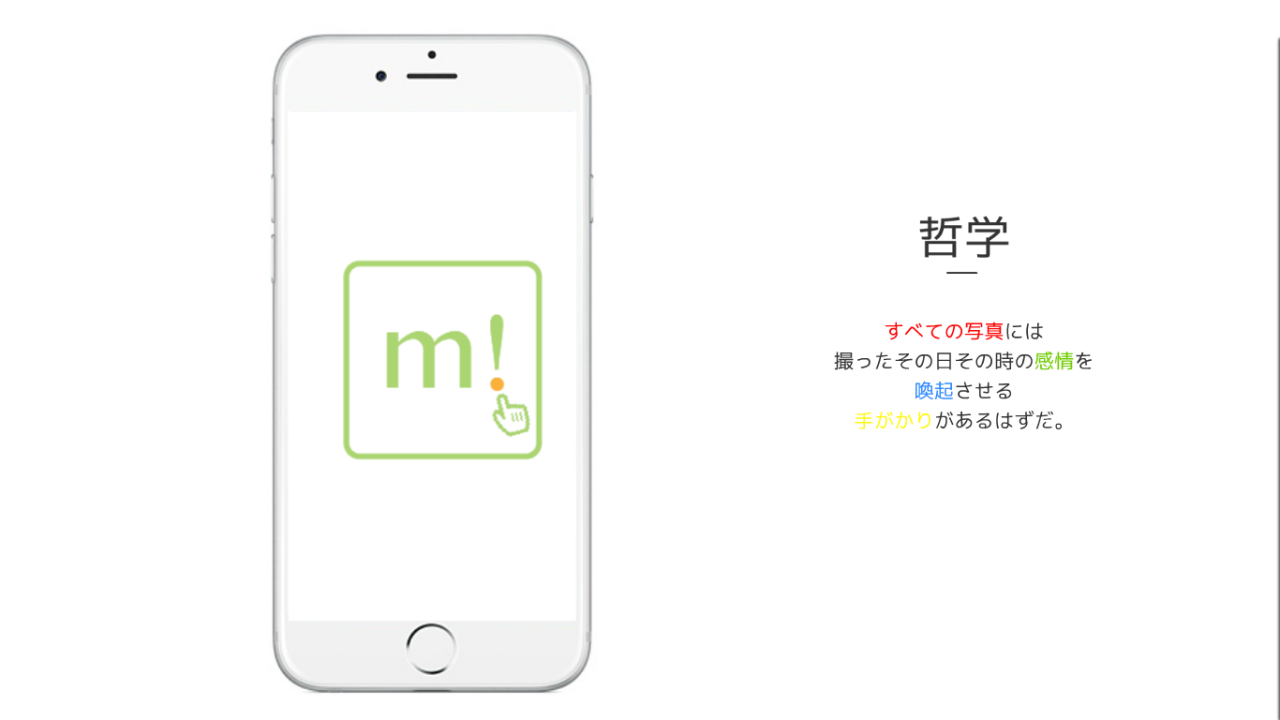 m!
哲学
すべての写真には
撮ったその日その時の感情を
喚起させる
手がかりがあるはずだ。